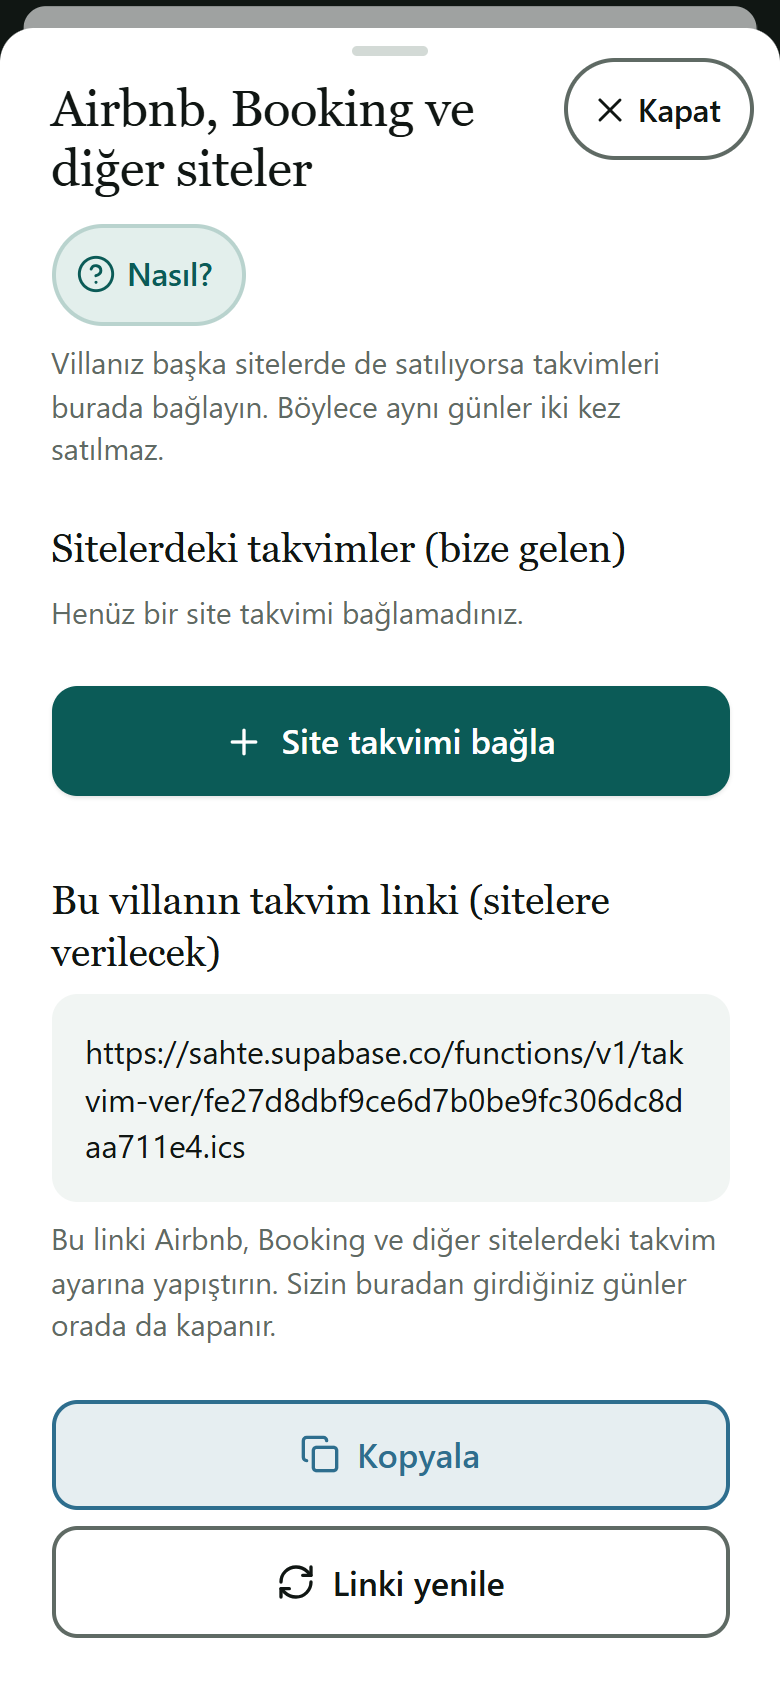 Airbnb, Booking ve
diğer siteler
Kapat
Nasıl?
Villanız başka sitelerde de satılıyorsa takvimleri
burada bağlayın. Böylece aynı günler iki kez
satılmaz.
Sitelerdeki takvimler (bize gelen)
Henüz bir site takvimi bağlamadınız.
Site takvimi bağla
Bu villanın takvim linki (sitelere
verilecek)
https://sahte.supabase.co/functions/v1/tak
vim-ver/fe27d8dbf9ce6d7b0be9fc306dc8d
aa711e4.ics
Bu linki Airbnb, Booking ve diğer sitelerdeki takvim
ayarına yapıştırın. Sizin buradan girdiğiniz günler
orada da kapanır.
Kopyala
Linki yenile